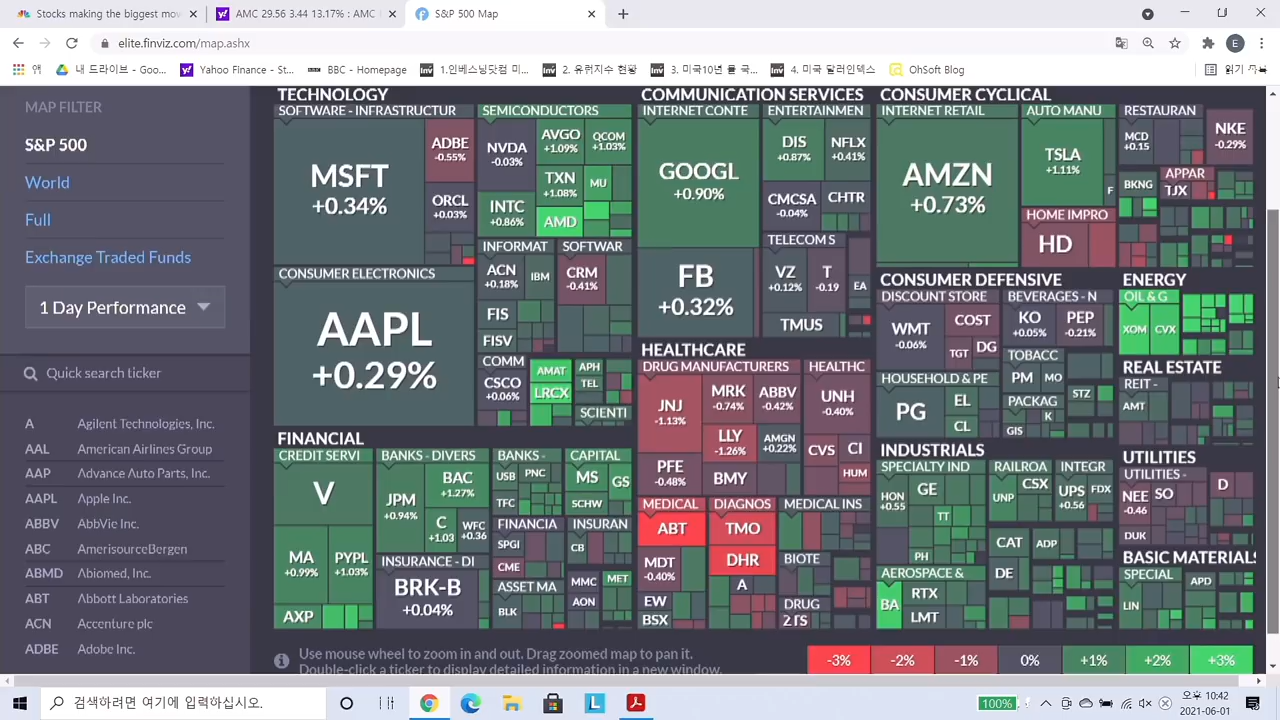 Stocks making the biggest mov
AMC 29.56 3.44 13.17% : AMC
S&P 500 Map
elite.finviz.com/map.ashx
앱
내 드라이브 - Goo...
Yahoo Finance - St...
BBC - Homepage
1.인베스닝닷컴 미...
2. 유런지수 현황
3. 미국10년 물 국...
4. 미국 달러인덱스
OhSoft Blog
MAP FILTER
S&P 500
World
Full
Exchange Traded Funds
1 Day Performance
Quick search ticker
A Agilent Technologies, Inc.
AAL American Airlines Group
AAP Advance Auto Parts, Inc.
AAPL Apple Inc.
ABBV AbbVie Inc.
ABC AmerisourceBergen
ABMD Abiomed, Inc.
ABT Abbott Laboratories
ACN Accenture plc
ADBE Adobe Inc.
TECHNOLOGY
SOFTWARE - INFRASTRUCTUR
MSFT
+0.34%
ADBE
-0.55%
ORCL
+0.03%
SEMICONDUCTORS
NVDA
-0.03%
AVGO
+1.09%
QCOM
+1.03%
TXN
+1.08%
MU
INTC
+0.86%
AMD
CONSUMER ELECTRONICS
AAPL
+0.29%
INFORMAT
ACN
+0.18%
IBM
FIS
FISV
SOFTWAR
CRM
-0.41%
COMM
CSCO
+0.06%
AMAT
LRCX
APH
TEL
SCIENTI
FINANCIAL
CREDIT SERVI
V
MA
+0.99%
PYPL
+1.03%
AXP
BANKS - DIVERS
JPM
+0.94%
BAC
+1.27%
C
+1.03
WFC
+0.36
INSURANCE - DI
BRK-B
+0.04%
BANKS -
USB
PNC
TFC
FINANCIA
SPGI
CME
ASSET MA
BLK
CAPITAL
MS
GS
SCHW
INSURAN
CB
MMC
MET
AON
COMMUNICATION SERVICES
INTERNET CONTE
GOOGL
+0.90%
FB
+0.32%
ENTERTAINMEN
DIS
+0.87%
NFLX
+0.41%
CMCSA
-0.04%
CHTR
TELECOM S
VZ
+0.12%
T
-0.19
EA
TMUS
HEALTHCARE
DRUG MANUFACTURERS
JNJ
-1.13%
MRK
-0.74%
ABBV
-0.42%
LLY
-1.26%
AMGN
+0.22%
PFE
-0.48%
BMY
HEALTHC
UNH
-0.40%
CVS
CI
HUM
MEDICAL
ABT
MDT
-0.40%
EW
BSX
DIAGNOS
TMO
DHR
A
MEDICAL INS
BIOTE
DRUG
CONSUMER CYCLICAL
INTERNET RETAIL
AMZN
+0.73%
AUTO MANU
TSLA
+1.11%
F
HOME IMPRO
HD
RESTAURAN
MCD
+0.15
NKE
-0.29%
BKNG
APPAR
TJX
CONSUMER DEFENSIVE
DISCOUNT STORE
WMT
-0.06%
COST
TGT
DG
BEVERAGES - N
KO
+0.05%
PEP
-0.21%
TOBACC
PM
MO
HOUSEHOLD & PE
PG
EL
CL
PACKAG
K
GIS
STZ
INDUSTRIALS
SPECIALTY IND
HON
+0.55
GE
TT
PH
RAILROA
UNP
CSX
INTEGR
UPS
+0.56
FDX
CAT
ADP
DE
AEROSPACE &
BA
RTX
LMT
ENERGY
OIL & G
XOM
CVX
REAL ESTATE
REIT -
AMT
UTILITIES
UTILITIES -
NEE
-0.46
SO
D
DUK
BASIC MATERIALS
SPECIAL
APD
LIN
Use mouse wheel to zoom in and out. Drag zoomed map to pan it.
Double-click a ticker to display detailed information in a new window.
-3% -2% -1% 0% +1% +2% +3%
검색하려면 여기에 입력하십시오.
100%
오후 10:42
2021-06-01